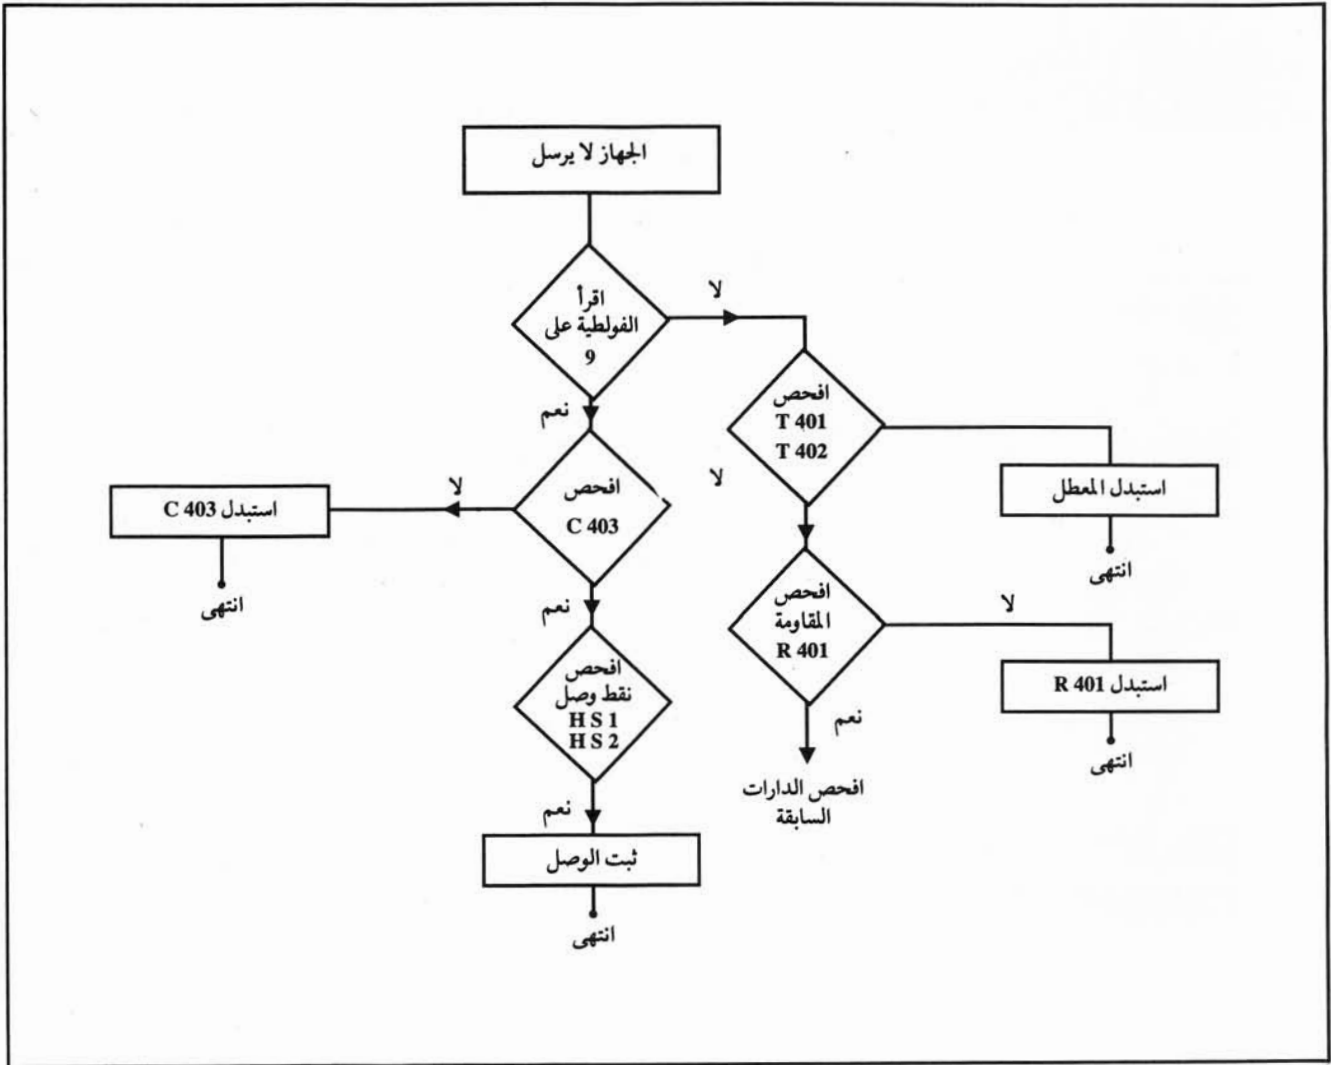 الجهاز لا يرسل
اقرأ
الفولطية على
9
لا
نعم
افحص
T 401
T 402
لا
استبدل المعطل
انتهى
افحص
C 403
لا
استبدل C 403
انتهى
نعم
افحص
المقاومة
R 401
لا
استبدل R 401
انتهى
نعم
افحص الدارات
السابقة
افحص
نقط وصل
H S 1
H S 2
نعم
ثبت الوصل
انتهى